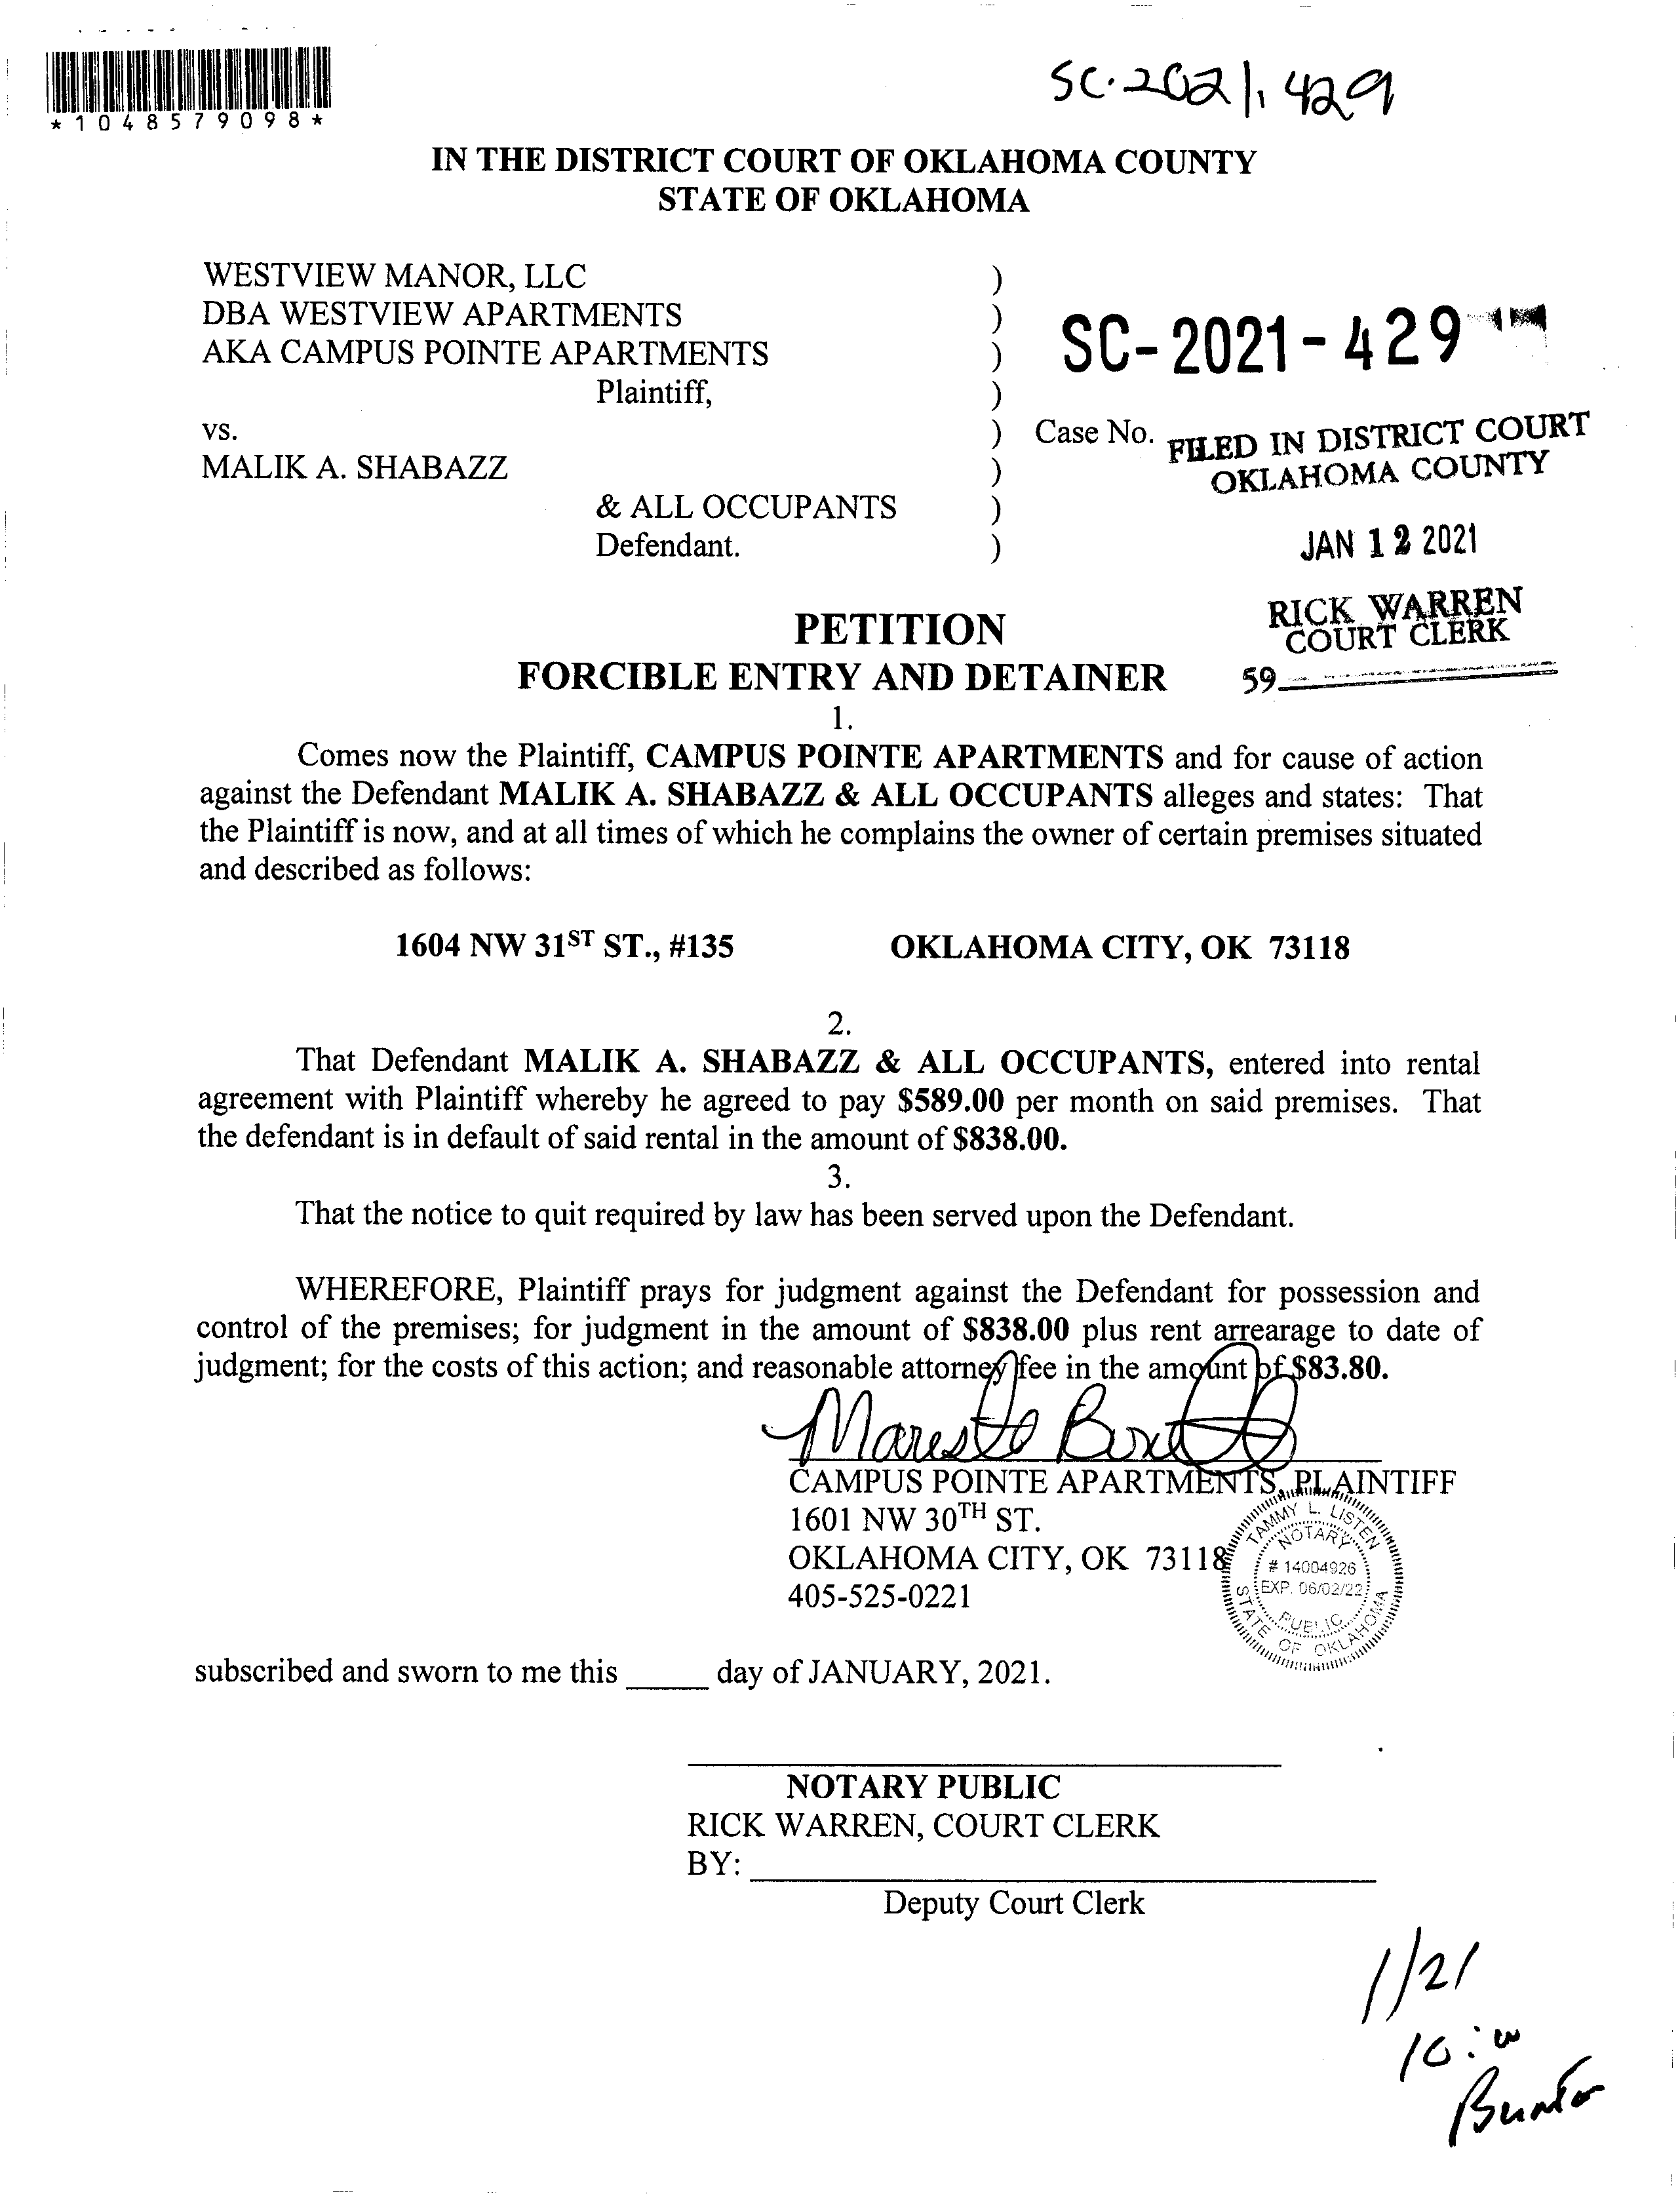 *1048579098*
SC-2021-429
IN THE DISTRICT COURT OF OKLAHOMA COUNTY
STATE OF OKLAHOMA
WESTVIEW MANOR, LLC )
DBA WESTVIEW APARTMENTS )
AKA CAMPUS POINTE APARTMENTS )
SC-2021-429
Plaintiff, )
vs. ) Case No.
FILED IN DISTRICT COURT
OKLAHOMA COUNTY
MALIK A. SHABAZZ )
& ALL OCCUPANTS )
Defendant. )
JAN 12 2021
RICK WARREN
COURT CLERK
59
PETITION
FORCIBLE ENTRY AND DETAINER
1.
Comes now the Plaintiff, CAMPUS POINTE APARTMENTS and for cause of action
against the Defendant MALIK A. SHABAZZ & ALL OCCUPANTS alleges and states: That
the Plaintiff is now, and at all times of which he complains the owner of certain premises situated
and described as follows:
1604 NW 31ST ST., #135 OKLAHOMA CITY, OK 73118
2.
That Defendant MALIK A. SHABAZZ & ALL OCCUPANTS, entered into rental
agreement with Plaintiff whereby he agreed to pay $589.00 per month on said premises. That
the defendant is in default of said rental in the amount of $838.00.
3.
That the notice to quit required by law has been served upon the Defendant.
WHEREFORE, Plaintiff prays for judgment against the Defendant for possession and
control of the premises; for judgment in the amount of $838.00 plus rent arrearage to date of
judgment; for the costs of this action; and reasonable attorney fee in the amount of $83.80.
CAMPUS POINTE APARTMENTS, PLAINTIFF
1601 NW 30TH ST.
OKLAHOMA CITY, OK 73118
405-525-0221
TAMMY L. LISTEN
NOTARY
# 14004926
EXP. 06/02/22
PUBLIC
STATE OF OKLAHOMA
subscribed and sworn to me this _____ day of JANUARY, 2021.
NOTARY PUBLIC
RICK WARREN, COURT CLERK
BY:
Deputy Court Clerk
1/21